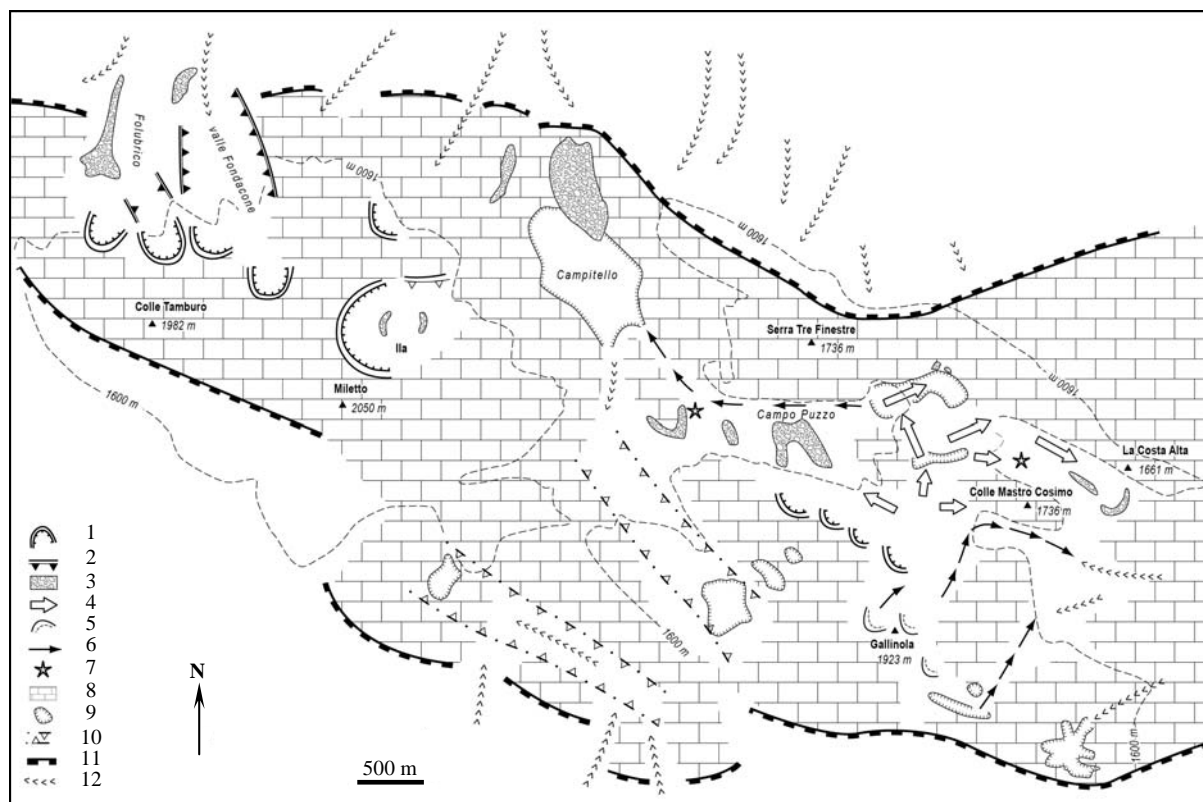 Folubrico
valle Fondacone
1600 m
1600 m
Campitello
Colle Tamburo
1982 m
Serra Tre Finestre
1736 m
IIa
1600 m
Miletto
2050 m
1600 m
Campo Puzzo
La Costa Alta
1661 m
Colle Mastro Cosimo
1736 m
1600 m
Gallinola
1923 m
1600 m
1
2
3
4
5
6
7
8
9
10
11
12
N
500 m